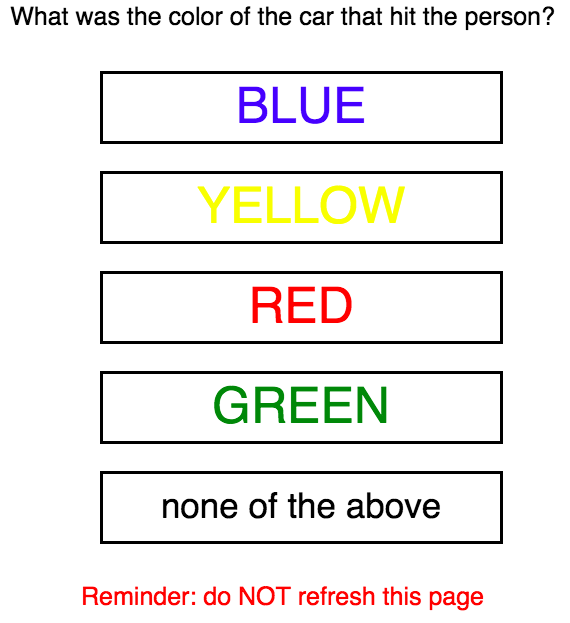 What was the color of the car that hit the person?
BLUE
YELLOW
RED
GREEN
none of the above
Reminder: do NOT refresh this page